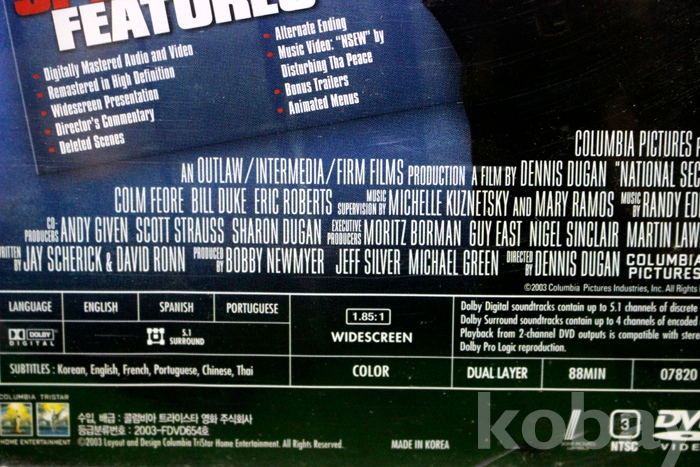 FEATURES
Digitally Mastered Audio and Video
Remastered in High Definition
Widescreen Presentation
Director's Commentary
Deleted Scenes
Alternate Ending
Music Video: "NSEW" by
Disturbing Tha Peace
Bonus Trailers
Animated Menus
COLUMBIA PICTURES
AN OUTLAW/INTERMEDIA/FIRM FILMS PRODUCTION A FILM BY DENNIS DUGAN "NATIONAL SEC
COLM FEORE BILL DUKE ERIC ROBERTS MUSIC SUPERVISION BY MICHELLE KUZNETSKY AND MARY RAMOS MUSIC BY RANDY ED
CO-PRODUCERS ANDY GIVEN SCOTT STRAUSS SHARON DUGAN EXECUTIVE PRODUCERS MORITZ BORMAN GUY EAST NIGEL SINCLAIR MARTIN LAW
WRITTEN BY JAY SCHERICK & DAVID RONN PRODUCED BY BOBBY NEWMYER JEFF SILVER MICHAEL GREEN DIRECTED BY DENNIS DUGAN COLUMBIA PICTURES
©2003 Columbia Pictures Industries, Inc. All Rights
LANGUAGE ENGLISH SPANISH PORTUGUESE
DOLBY DIGITAL 5.1 SURROUND
1.85:1
WIDESCREEN
Dolby Digital soundtracks contain up to 5.1 channels of discrete
Dolby Surround soundtracks contain up to 4 channels of encoded
Playback from 2-channel DVD outputs is compatible with stere
Dolby Pro Logic reproduction.
SUBTITLES : Korean, English, French, Portuguese, Chinese, Thai
COLOR DUAL LAYER 88MIN 07820
COLUMBIA TRISTAR
HOME ENTERTAINMENT
수입, 배급 : 콜럼비아 트라이스타 영화 주식회사
등급분류번호 : 2003-FDVD654호
©2003 Layout and Design Columbia TriStar Home Entertainment. All Rights Reserved.
MADE IN KOREA
3
NTSC
DVD
VIDE
kobay